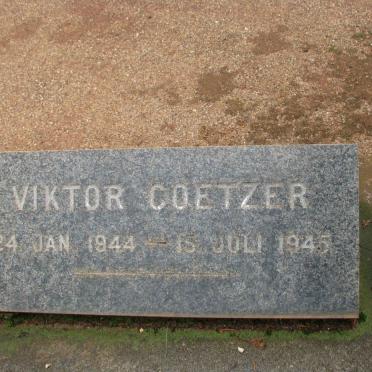 VIKTOR COETZER
24 JAN 1944 — 15 JULI 1945